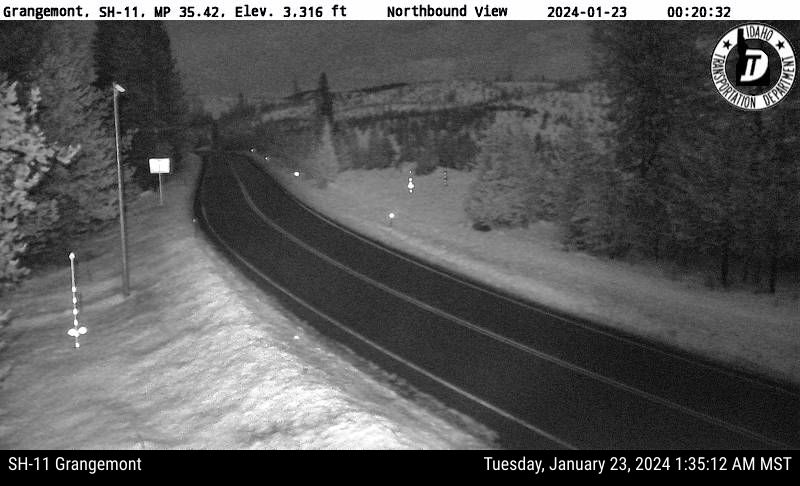 Grangemont, SH-11, MP 35.42, Elev. 3,316 ft Northbound View 2024-01-23 00:20:32
IDAHO
TRANSPORTATION DEPARTMENT
SH-11 Grangemont Tuesday, January 23, 2024 1:35:12 AM MST